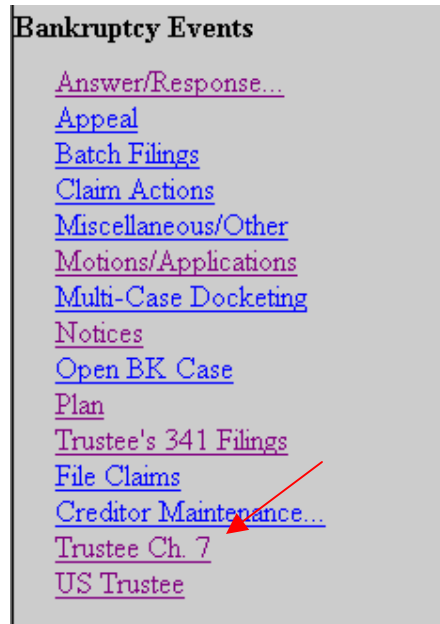 Bankruptcy Events
Answer/Response...
Appeal
Batch Filings
Claim Actions
Miscellaneous/Other
Motions/Applications
Multi-Case Docketing
Notices
Open BK Case
Plan
Trustee's 341 Filings
File Claims
Creditor Maintenance...
Trustee Ch. 7
US Trustee